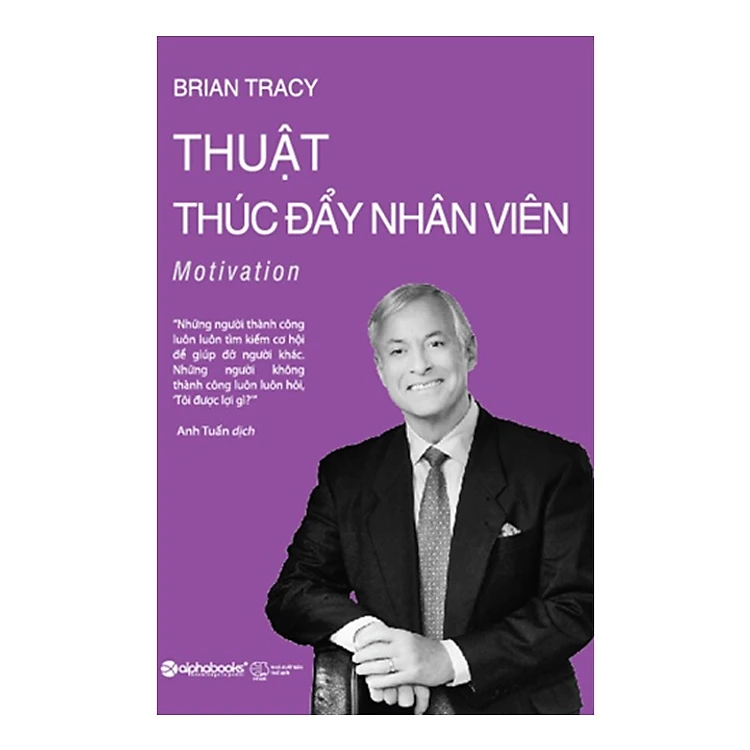 BRIAN TRACY
THUẬT
THÚC ĐẨY NHÂN VIÊN
Motivation
"Những người thành công
luôn luôn tìm kiếm cơ hội
để giúp đỡ người khác.
Những người không
thành công luôn luôn hỏi,
'Tôi được lợi gì?'"
Anh Tuấn dịch
alphabooks